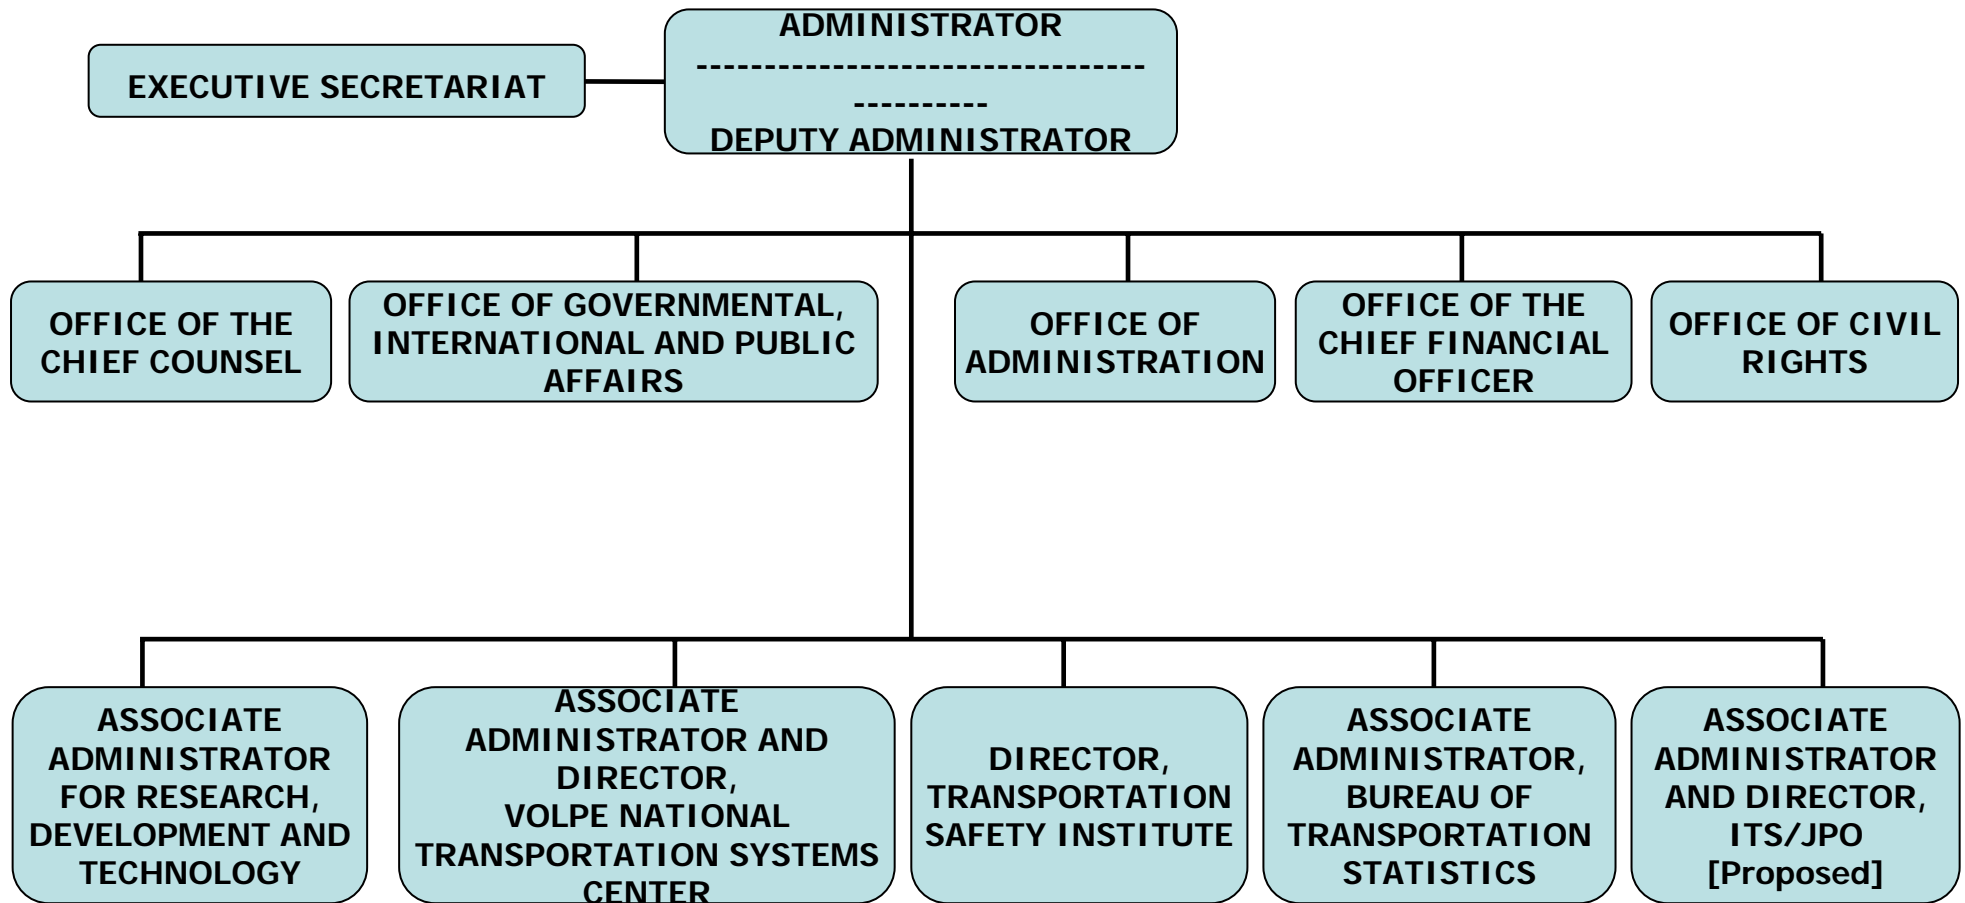 ADMINISTRATOR
---------------------------------
----------
DEPUTY ADMINISTRATOR
EXECUTIVE SECRETARIAT
OFFICE OF THE
CHIEF COUNSEL
OFFICE OF GOVERNMENTAL,
INTERNATIONAL AND PUBLIC
AFFAIRS
OFFICE OF
ADMINISTRATION
OFFICE OF THE
CHIEF FINANCIAL
OFFICER
OFFICE OF CIVIL
RIGHTS
ASSOCIATE
ADMINISTRATOR
FOR RESEARCH,
DEVELOPMENT AND
TECHNOLOGY
ASSOCIATE
ADMINISTRATOR AND
DIRECTOR,
VOLPE NATIONAL
TRANSPORTATION SYSTEMS
CENTER
DIRECTOR,
TRANSPORTATION
SAFETY INSTITUTE
ASSOCIATE
ADMINISTRATOR,
BUREAU OF
TRANSPORTATION
STATISTICS
ASSOCIATE
ADMINISTRATOR
AND DIRECTOR,
ITS/JPO
[Proposed]